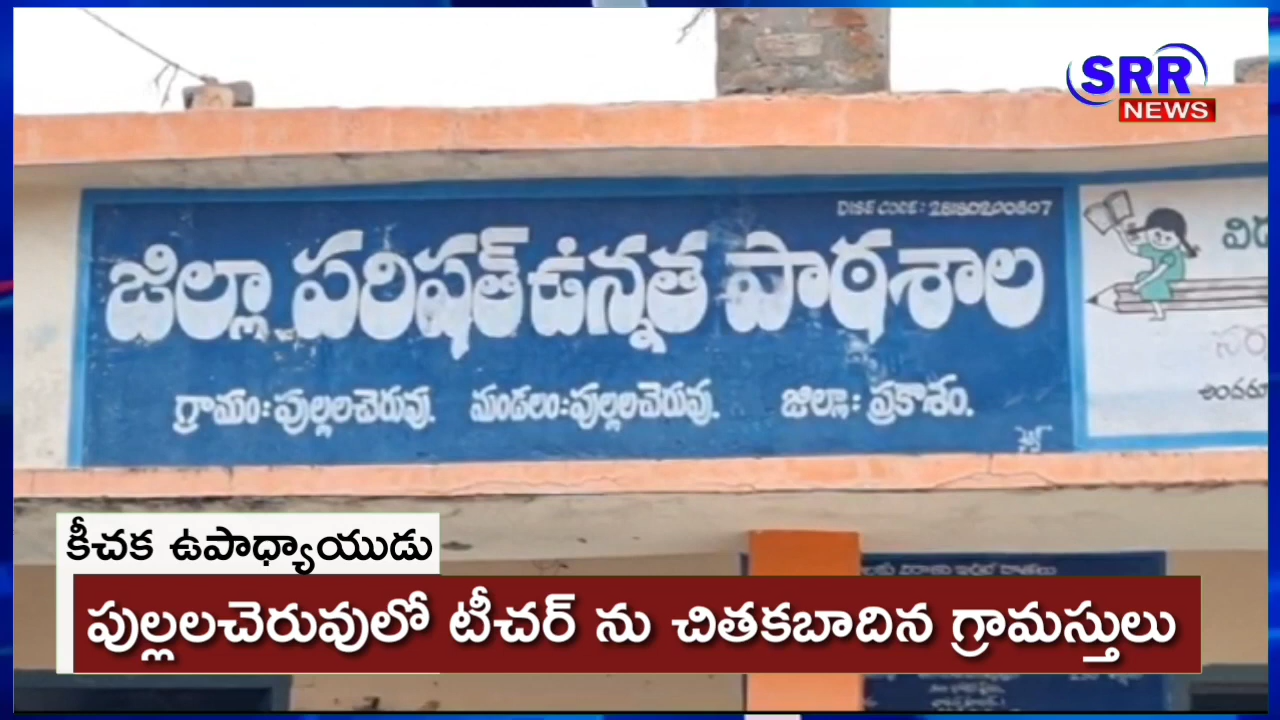 SRR
NEWS
DISE CODE: 28180200807
జిల్లా పరిషత్ ఉన్నత పాఠశాల
గ్రామం: పుల్లలచెరువు. మండలం: పుల్లలచెరువు. జిల్లా: ప్రకాశం.
కీచక ఉపాధ్యాయుడు
పుల్లలచెరువులో టీచర్ ను చితకబాదిన గ్రామస్తులు